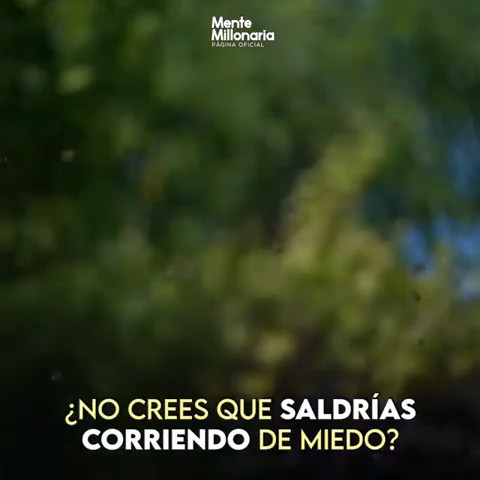 Mente
Millonaria
PÁGINA OFICIAL
¿NO CREES QUE SALDRÍAS
CORRIENDO DE MIEDO?